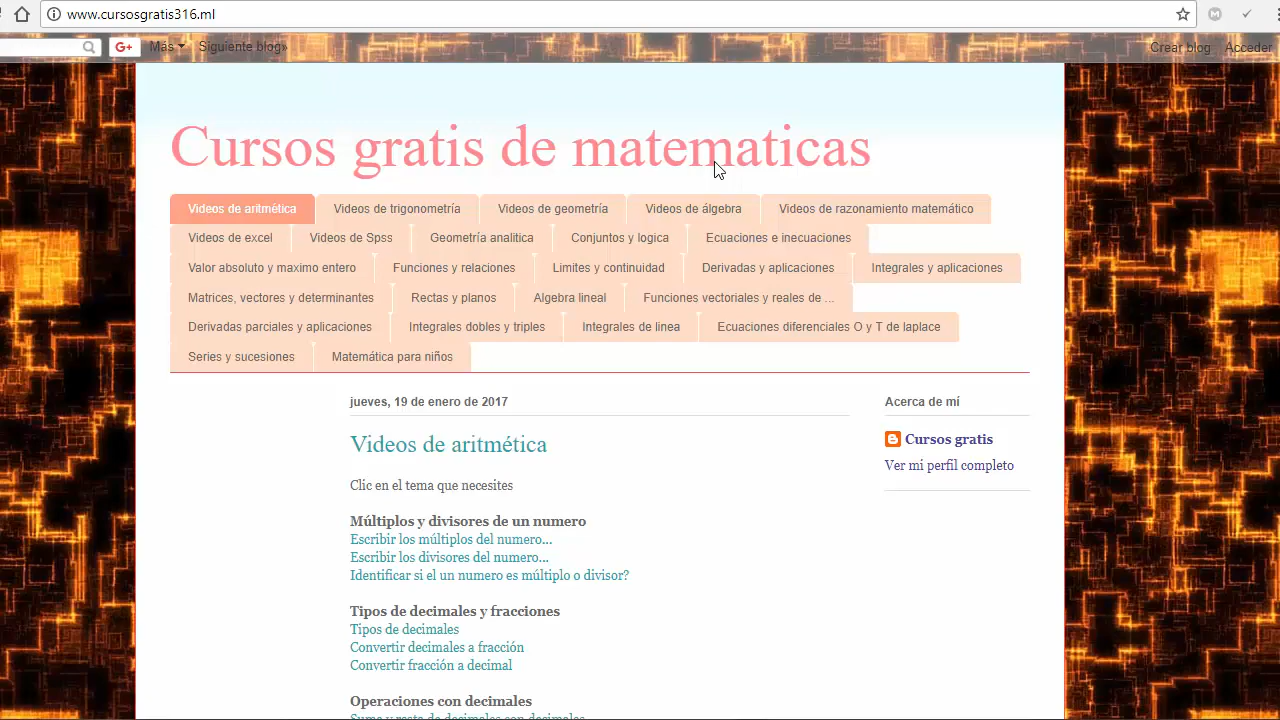 www.cursosgratis316.ml
G+ Más Siguiente blog» Crear blog Acceder
Cursos gratis de matematicas
Videos de aritmética Videos de trigonometría Videos de geometría Videos de álgebra Videos de razonamiento matemático
Videos de excel Videos de Spss Geometría analitica Conjuntos y logica Ecuaciones e inecuaciones
Valor absoluto y maximo entero Funciones y relaciones Limites y continuidad Derivadas y aplicaciones Integrales y aplicaciones
Matrices, vectores y determinantes Rectas y planos Algebra lineal Funciones vectoriales y reales de ...
Derivadas parciales y aplicaciones Integrales dobles y triples Integrales de linea Ecuaciones diferenciales O y T de laplace
Series y sucesiones Matemática para niños
jueves, 19 de enero de 2017
Videos de aritmética
Clic en el tema que necesites
Múltiplos y divisores de un numero
Escribir los múltiplos del numero...
Escribir los divisores del numero...
Identificar si el un numero es múltiplo o divisor?
Tipos de decimales y fracciones
Tipos de decimales
Convertir decimales a fracción
Convertir fracción a decimal
Operaciones con decimales
Suma y resta de decimales con decimales
Acerca de mí
Cursos gratis
Ver mi perfil completo